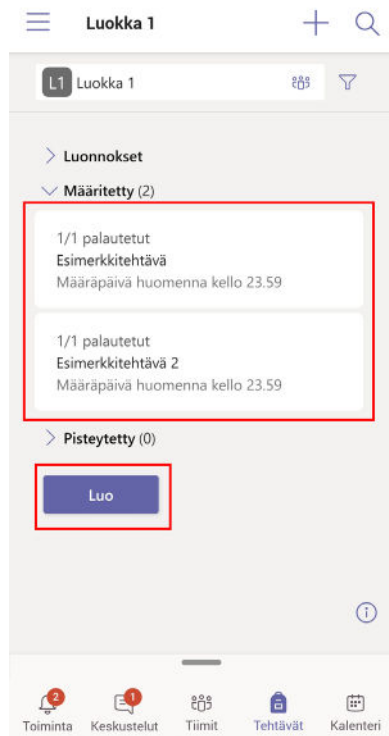 Luokka 1
L1 Luokka 1
Luonnokset
Määritetty (2)
1/1 palautetut
Esimerkkitehtävä
Määräpäivä huomenna kello 23.59
1/1 palautetut
Esimerkkitehtävä 2
Määräpäivä huomenna kello 23.59
Pisteytetty (0)
Luo
2 1
Toiminta Keskustelut Tiimit Tehtävät Kalenteri